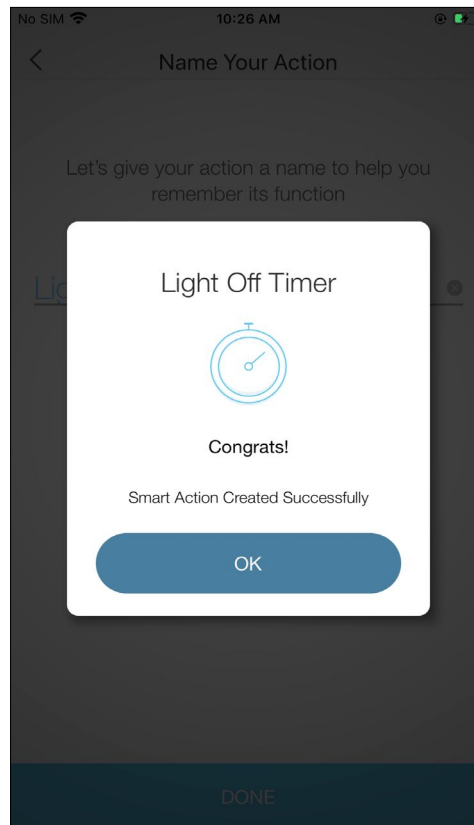 No SIM 10:26 AM
Name Your Action
Let's give your action a name to help you
remember its function
Light Off Timer
Congrats!
Smart Action Created Successfully
OK
DONE